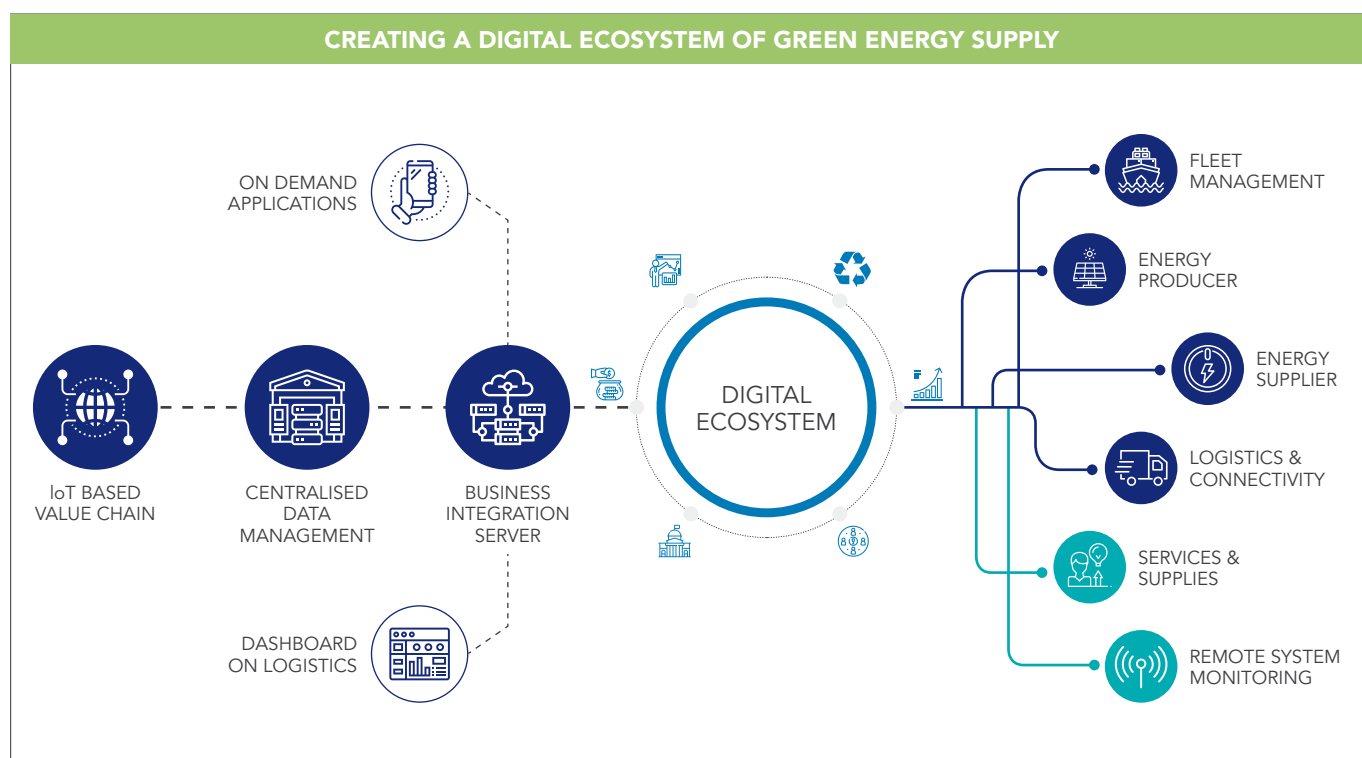 CREATING A DIGITAL ECOSYSTEM OF GREEN ENERGY SUPPLY
ON DEMAND
APPLICATIONS
IoT BASED
VALUE CHAIN
CENTRALISED
DATA
MANAGEMENT
BUSINESS
INTEGRATION
SERVER
DASHBOARD
ON LOGISTICS
DIGITAL
ECOSYSTEM
FLEET
MANAGEMENT
ENERGY
PRODUCER
ENERGY
SUPPLIER
LOGISTICS &
CONNECTIVITY
SERVICES &
SUPPLIES
REMOTE SYSTEM
MONITORING